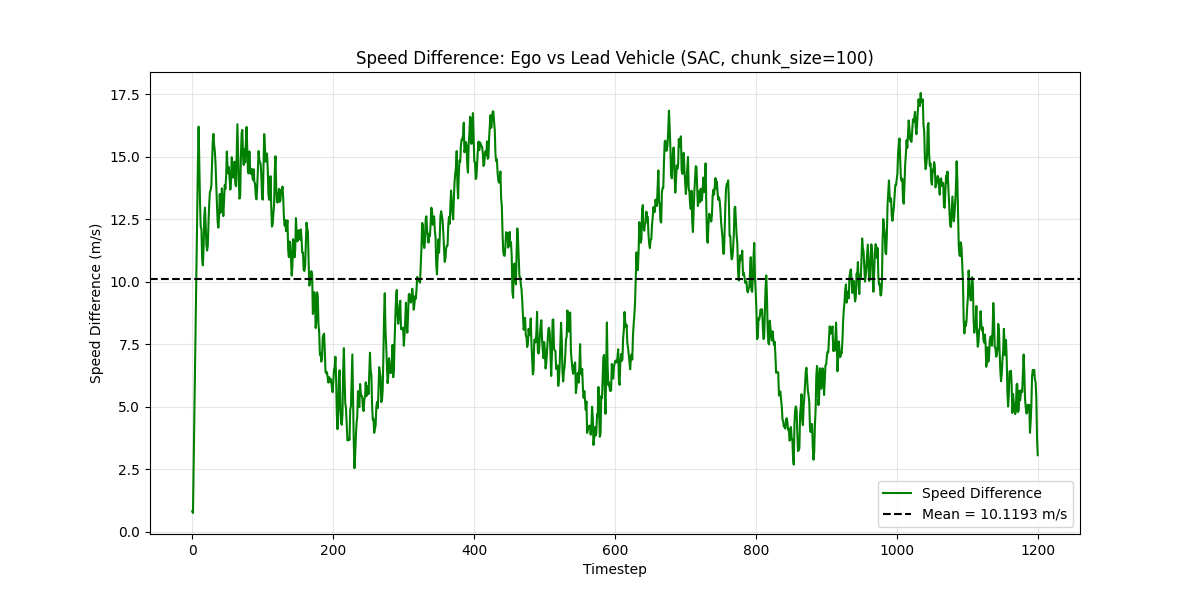 Speed Difference: Ego vs Lead Vehicle (SAC, chunk_size=100)
Speed Difference (m/s)
17.5
15.0
12.5
10.0
7.5
5.0
2.5
0.0
0 200 400 600 800 1000 1200
Timestep
Speed Difference
Mean = 10.1193 m/s